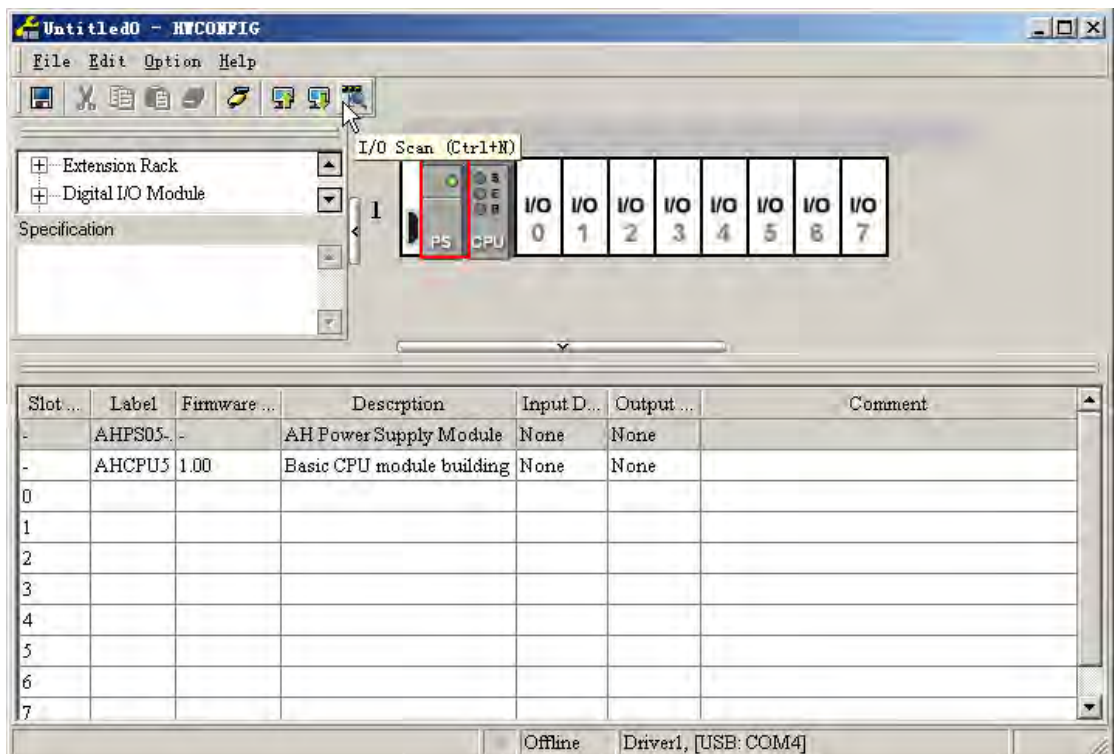 Untitled0 - HWCONFIG
File Edit Option Help
I/O Scan (Ctrl+N)
Extension Rack
Digital I/O Module
Specification
1
PS CPU I/O 0 I/O 1 I/O 2 I/O 3 I/O 4 I/O 5 I/O 6 I/O 7
Slot ... Label Firmware ... Descrption Input D... Output ... Comment
- AHPS05-. - AH Power Supply Module None None
- AHCPU5 1.00 Basic CPU module building None None
0
1
2
3
4
5
6
7
Offline Driver1, [USB: COM4]